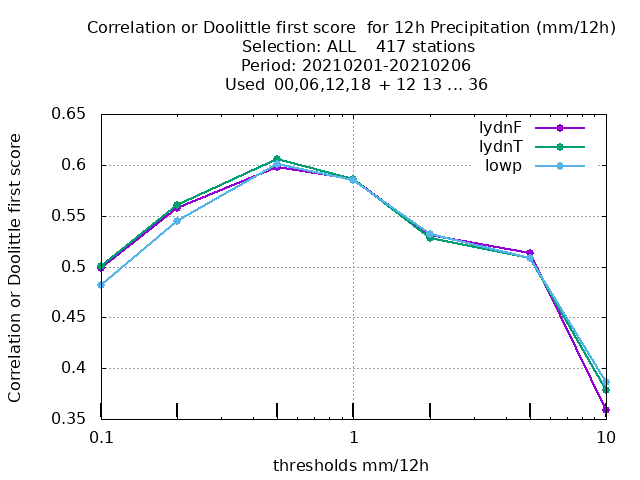 Correlation or Doolittle first score  for 12h Precipitation (mm/12h)
Selection: ALL    417 stations
Period: 20210201-20210206
Used  00,06,12,18  + 12 13 ... 36
Correlation or Doolittle first score
0.65
0.6
0.55
0.5
0.45
0.4
0.35
lydnF
lydnT
lowp
0.1
1
10
thresholds mm/12h